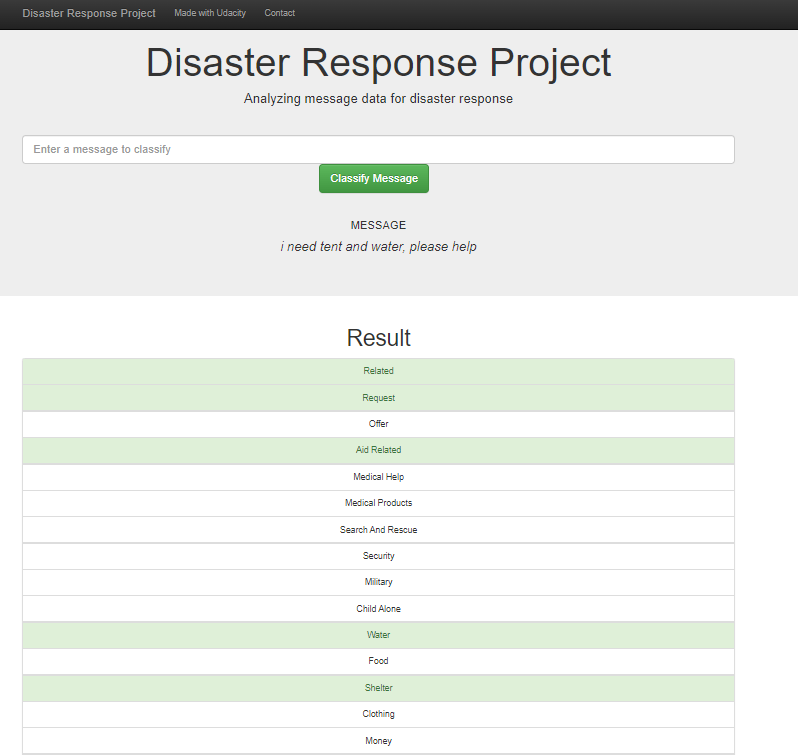 Disaster Response Project Made with Udacity Contact
Disaster Response Project
Analyzing message data for disaster response
Enter a message to classify
Classify Message
MESSAGE
i need tent and water, please help
Result
Related
Request
Offer
Aid Related
Medical Help
Medical Products
Search And Rescue
Security
Military
Child Alone
Water
Food
Shelter
Clothing
Money